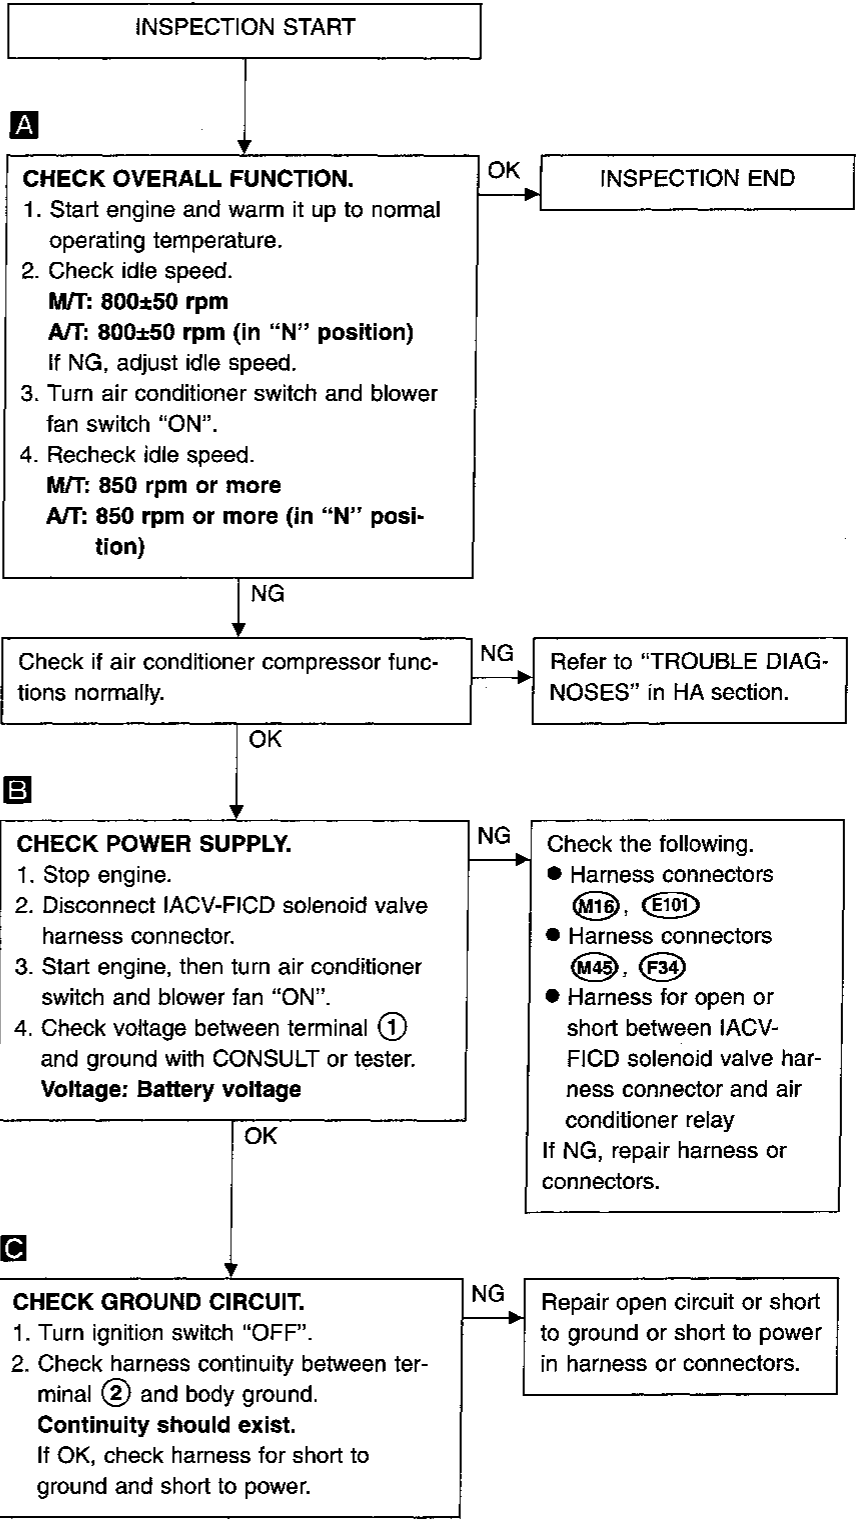 INSPECTION START
A
CHECK OVERALL FUNCTION.
1. Start engine and warm it up to normal
operating temperature.
2. Check idle speed.
M/T: 800±50 rpm
A/T: 800±50 rpm (in “N” position)
If NG, adjust idle speed.
3. Turn air conditioner switch and blower
fan switch “ON”.
4. Recheck idle speed.
M/T: 850 rpm or more
A/T: 850 rpm or more (in “N” posi-
tion)
OK
INSPECTION END
NG
Check if air conditioner compressor func-
tions normally.
NG
Refer to “TROUBLE DIAG-
NOSES” in HA section.
OK
B
CHECK POWER SUPPLY.
1. Stop engine.
2. Disconnect IACV-FICD solenoid valve
harness connector.
3. Start engine, then turn air conditioner
switch and blower fan “ON”.
4. Check voltage between terminal ①
and ground with CONSULT or tester.
Voltage: Battery voltage
NG
Check the following.
● Harness connectors
M16, E101
● Harness connectors
M45, F34
● Harness for open or
short between IACV-
FICD solenoid valve har-
ness connector and air
conditioner relay
If NG, repair harness or
connectors.
OK
C
CHECK GROUND CIRCUIT.
1. Turn ignition switch “OFF”.
2. Check harness continuity between ter-
minal ② and body ground.
Continuity should exist.
If OK, check harness for short to
ground and short to power.
NG
Repair open circuit or short
to ground or short to power
in harness or connectors.